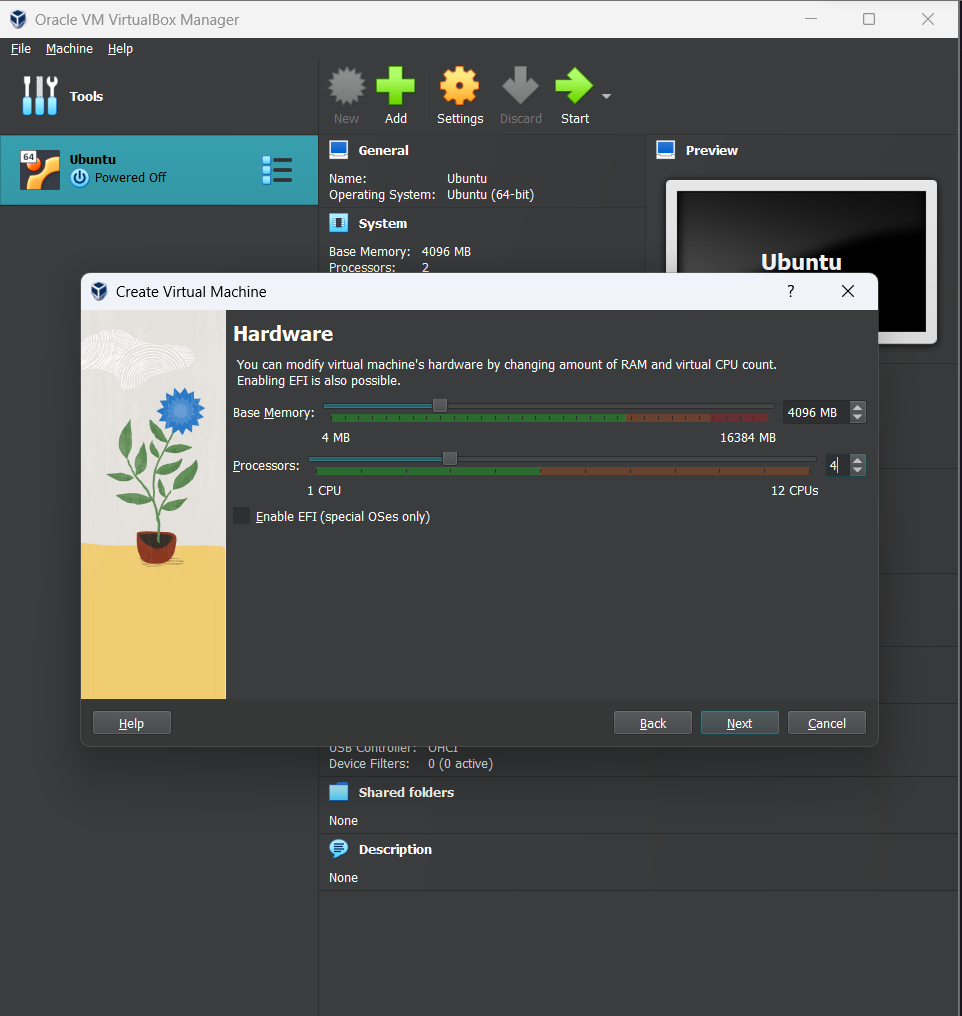 Oracle VM VirtualBox Manager
File Machine Help
Tools
New Add Settings Discard Start
64
Ubuntu
Powered Off
General
Name: Ubuntu
Operating System: Ubuntu (64-bit)
System
Base Memory: 4096 MB
Processors: 2
Preview
Ubuntu
Create Virtual Machine
?
Hardware
You can modify virtual machine's hardware by changing amount of RAM and virtual CPU count.
Enabling EFI is also possible.
Base Memory: 4096 MB
4 MB 16384 MB
Processors: 4
1 CPU 12 CPUs
Enable EFI (special OSes only)
Help Back Next Cancel
USB Controller: OHCI
Device Filters: 0 (0 active)
Shared folders
None
Description
None